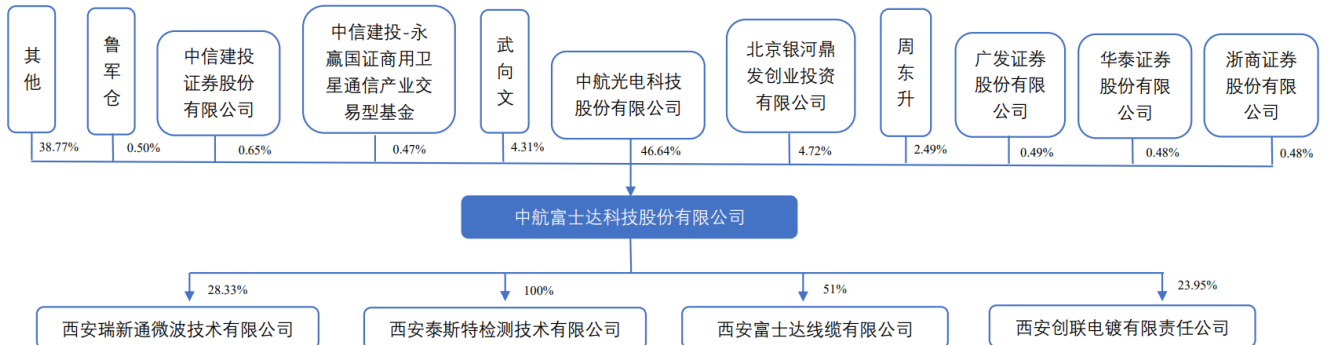 其他
鲁军仓
中信建投
证券股份
有限公司
中信建投-永
赢国证商用卫
星通信产业交
易型基金
武向文
中航光电科技
股份有限公司
北京银河鼎
发创业投资
有限公司
周东升
广发证券
股份有限
公司
华泰证券
股份有限
公司
浙商证券
股份有限
公司
38.77%
0.50%
0.65%
0.47%
4.31%
46.64%
4.72%
2.49%
0.49%
0.48%
0.48%
中航富士达科技股份有限公司
28.33%
100%
51%
23.95%
西安瑞新通微波技术有限公司
西安泰斯特检测技术有限公司
西安富士达线缆有限公司
西安创联电镀有限责任公司